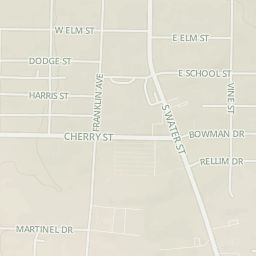 W ELM ST
E ELM ST
DODGE ST
E SCHOOL ST
FRANKLIN AVE
HARRIS ST
VINE ST
S WATER ST
CHERRY ST
BOWMAN DR
RELLIM DR
MARTINEL DR